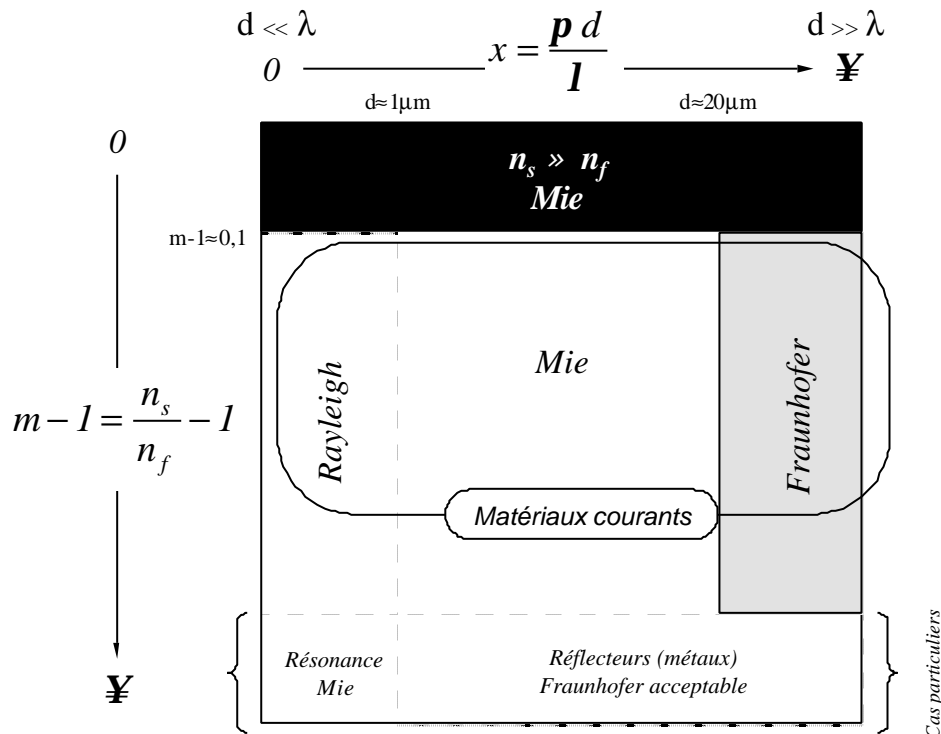 d << λ
d >> λ
x = p d / l
0
¥
d≈1µm
d≈20µm
0
n_s » n_f
Mie
m-1≈0,1
Rayleigh
Mie
Fraunhofer
m - 1 = n_s / n_f - 1
Matériaux courants
¥
Résonance
Mie
Réflecteurs (métaux)
Fraunhofer acceptable
Cas particuliers